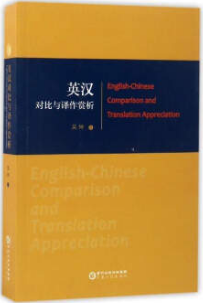 英汉
对比与译作赏析
English-Chinese
Comparison and
Translation Appreciation
英汉对比与译作赏析
English-Chinese
Comparison
and
Translation
Appreciation